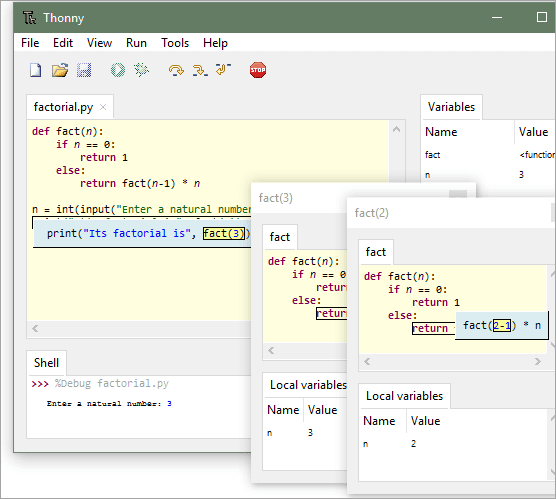 Thonny
File Edit View Run Tools Help
STOP
factorial.py
def fact(n):
if n == 0:
return 1
else:
return fact(n-1) * n
n = int(input("Enter a natural number
print("Its factorial is", fact(3))
Shell
>>> %Debug factorial.py
Enter a natural number: 3
Variables
Name Value
fact <function
n 3
fact(3)
fact
def fact(n):
if n == 0:
return
else:
return
Local variables
Name Value
n 3
fact(2)
fact
def fact(n):
if n == 0:
return 1
else:
return
fact(2-1) * n
Local variables
Name Value
n 2